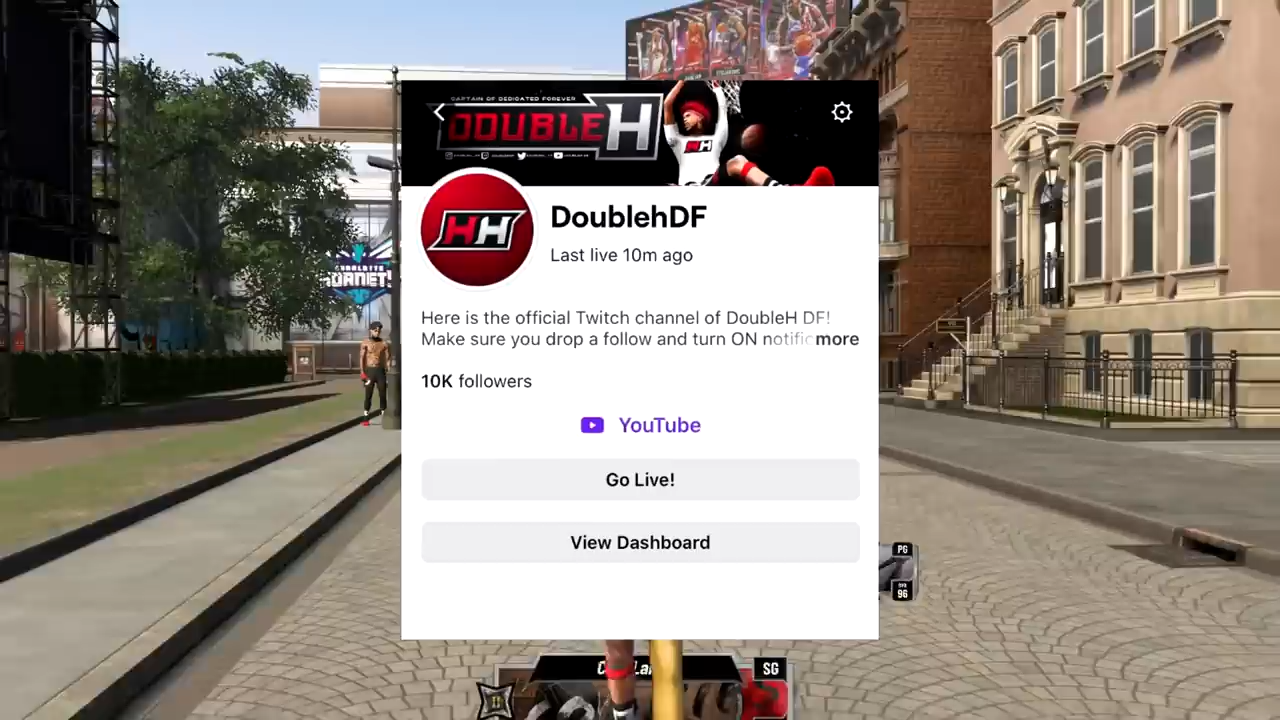 CAPTAIN OF DEDICATED FOREVER
DOUBLE H
HH
DoublehDF
Last live 10m ago
Here is the official Twitch channel of DoubleH DF!
Make sure you drop a follow and turn ON notific more
10K followers
YouTube
Go Live!
View Dashboard
PG
96
SG